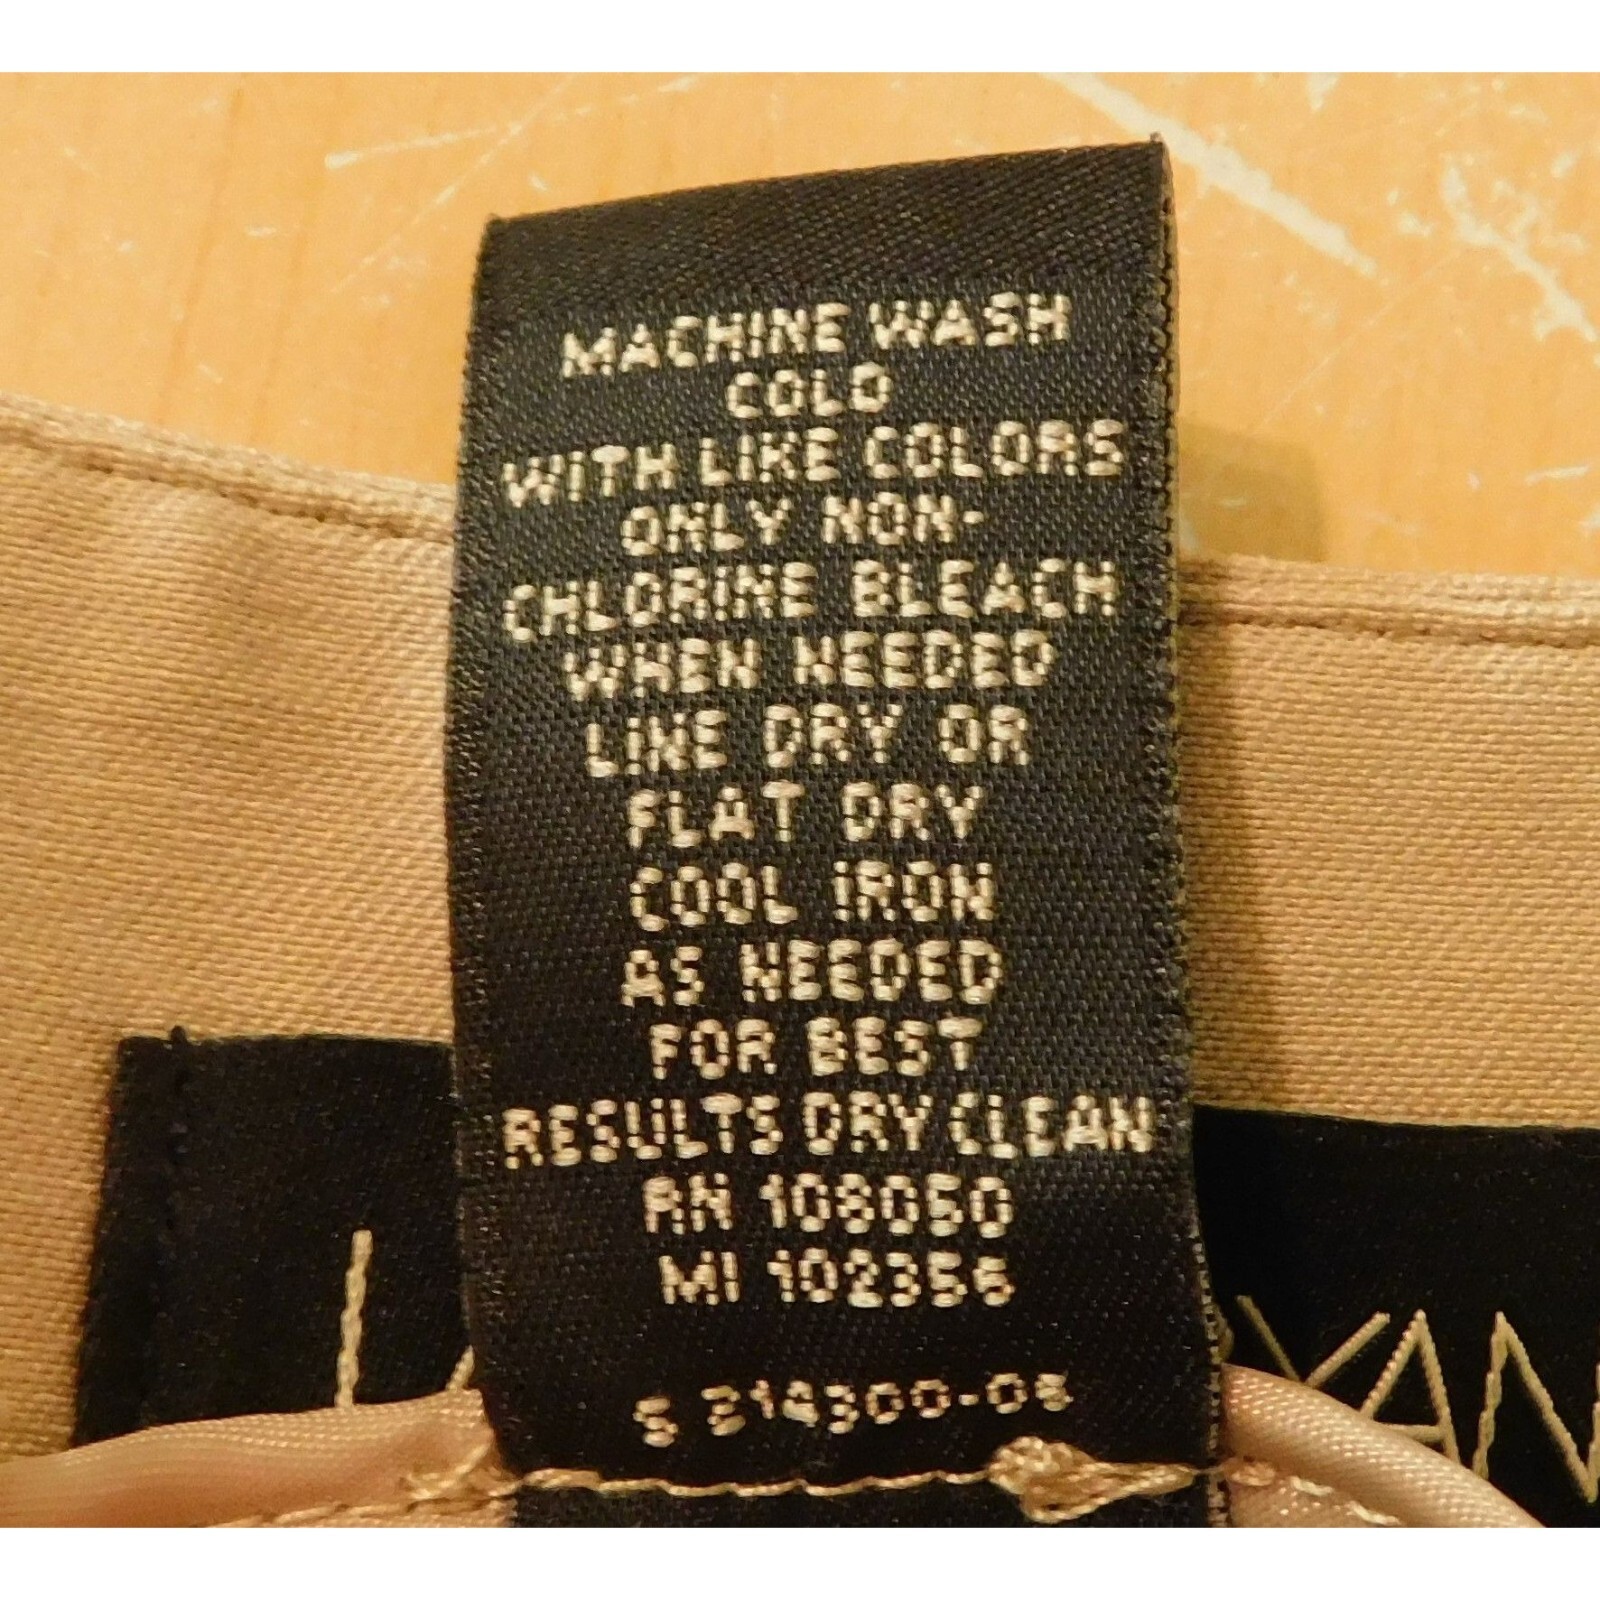 MACHINE WASH
COLD
WITH LIKE COLORS
ONLY NON-
CHLORINE BLEACH
WHEN NEEDED
LINE DRY OR
FLAT DRY
COOL IRON
AS NEEDED
FOR BEST
RESULTS DRY CLEAN
RN 108050
MI 102356
S 214300-05